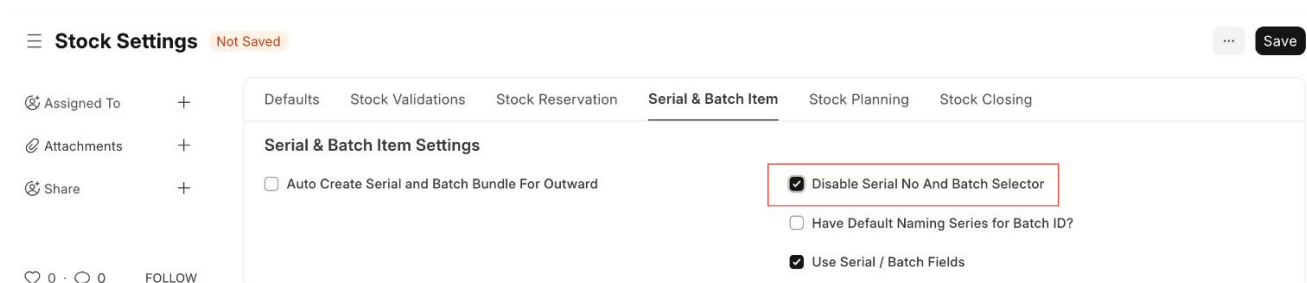 Stock Settings Not Saved
... Save
Assigned To +
Attachments +
Share +
0 · 0 FOLLOW
Defaults Stock Validations Stock Reservation Serial & Batch Item Stock Planning Stock Closing
Serial & Batch Item Settings
Auto Create Serial and Batch Bundle For Outward
Disable Serial No And Batch Selector
Have Default Naming Series for Batch ID?
Use Serial / Batch Fields